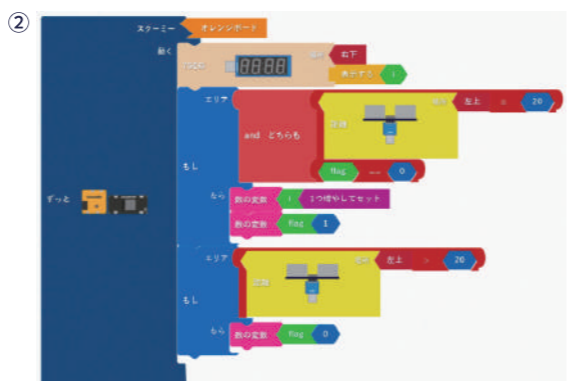 ②
スクーミー オレンジボード
動く
右下
表示する i
エリア
and どちらも
左上 20
もし
flag == 0
ずっと
なら 数の変数 i 1つ増やしてセット
数の変数 flag 1
エリア
左上 20
もし
なら 数の変数 flag 0